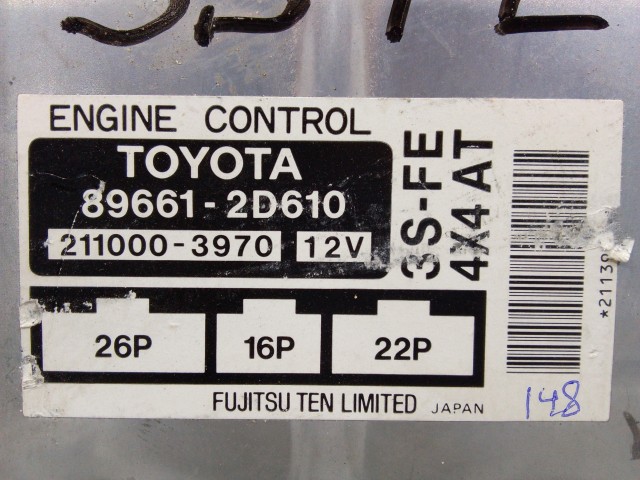 ENGINE CONTROL
TOYOTA
89661-2D610
211000-3970 12V
3S-FE
4X4 AT
26P 16P 22P
FUJITSU TEN LIMITED JAPAN
148